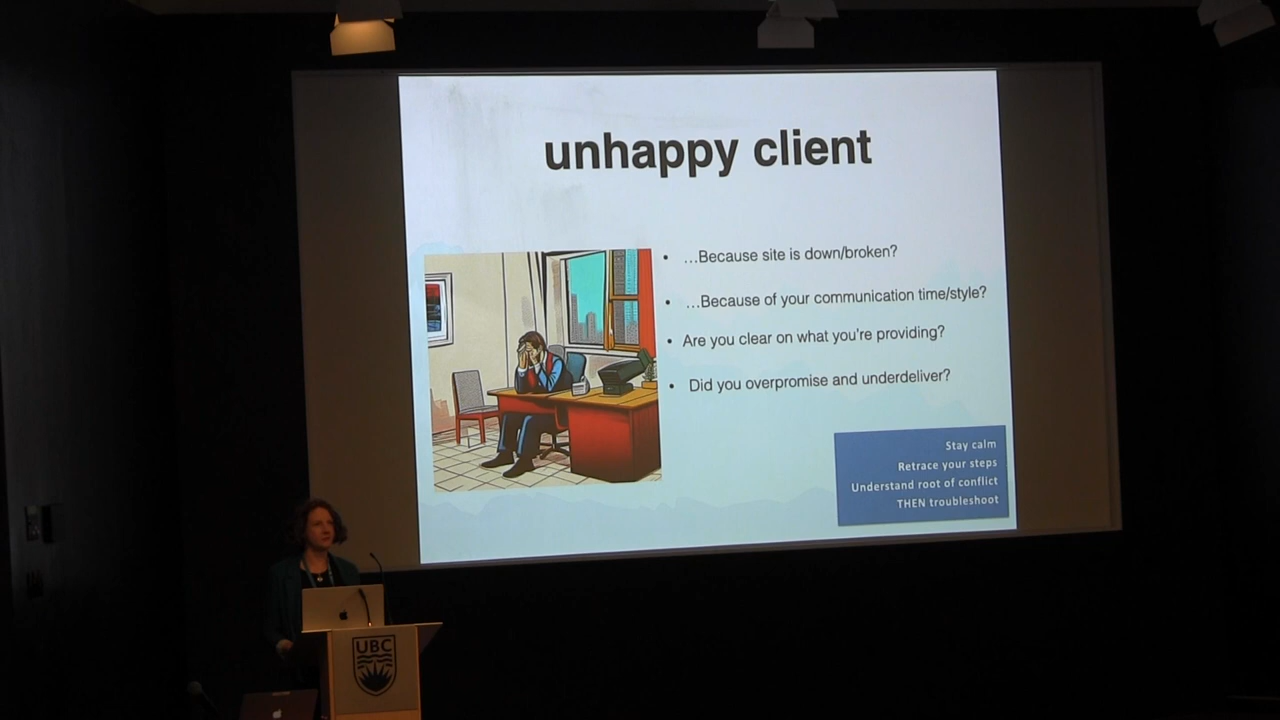 unhappy client
• ...Because site is down/broken?
• ...Because of your communication time/style?
• Are you clear on what you're providing?
• Did you overpromise and underdeliver?
Stay calm
Retrace your steps
Understand root of conflict
THEN troubleshoot
UBC